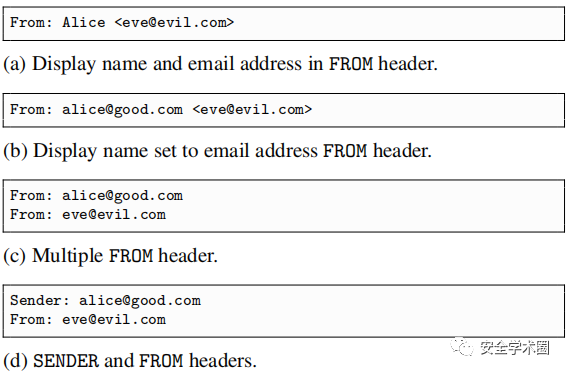 From: Alice <eve@evil.com>
(a) Display name and email address in FROM header.
From: alice@good.com <eve@evil.com>
(b) Display name set to email address FROM header.
From: alice@good.com
From: eve@evil.com
(c) Multiple FROM header.
Sender: alice@good.com
From: eve@evil.com
安全学术圈
(d) SENDER and FROM headers.